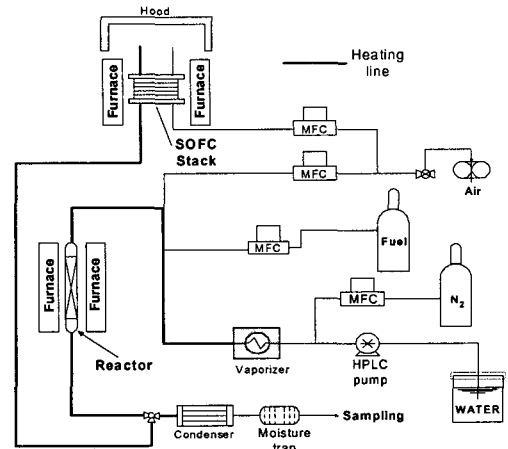 Hood
Heating
line
Furnace
Furnace
SOFC
Stack
MFC
MFC
Air
Fuel
MFC
Furnace
Furnace
MFC
N2
Reactor
Vaporizer
HPLC
pump
WATER
Sampling
Condenser
Moisture
trap